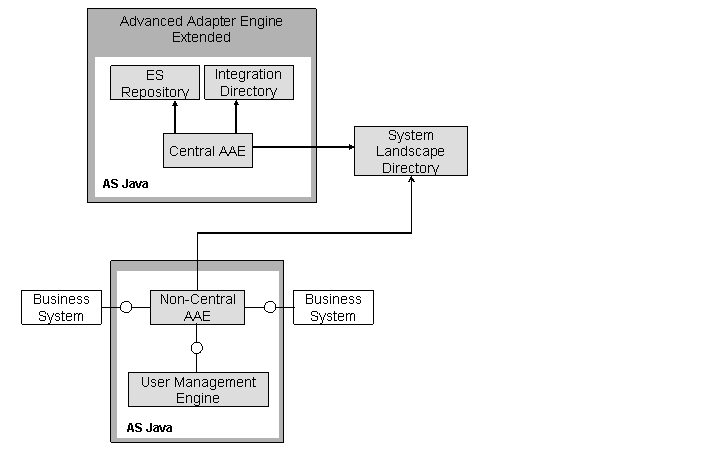 Advanced Adapter Engine
Extended
ES
Repository
Integration
Directory
Central AAE
AS Java
System
Landscape
Directory
Business
System
Non-Central
AAE
Business
System
User Management
Engine
AS Java